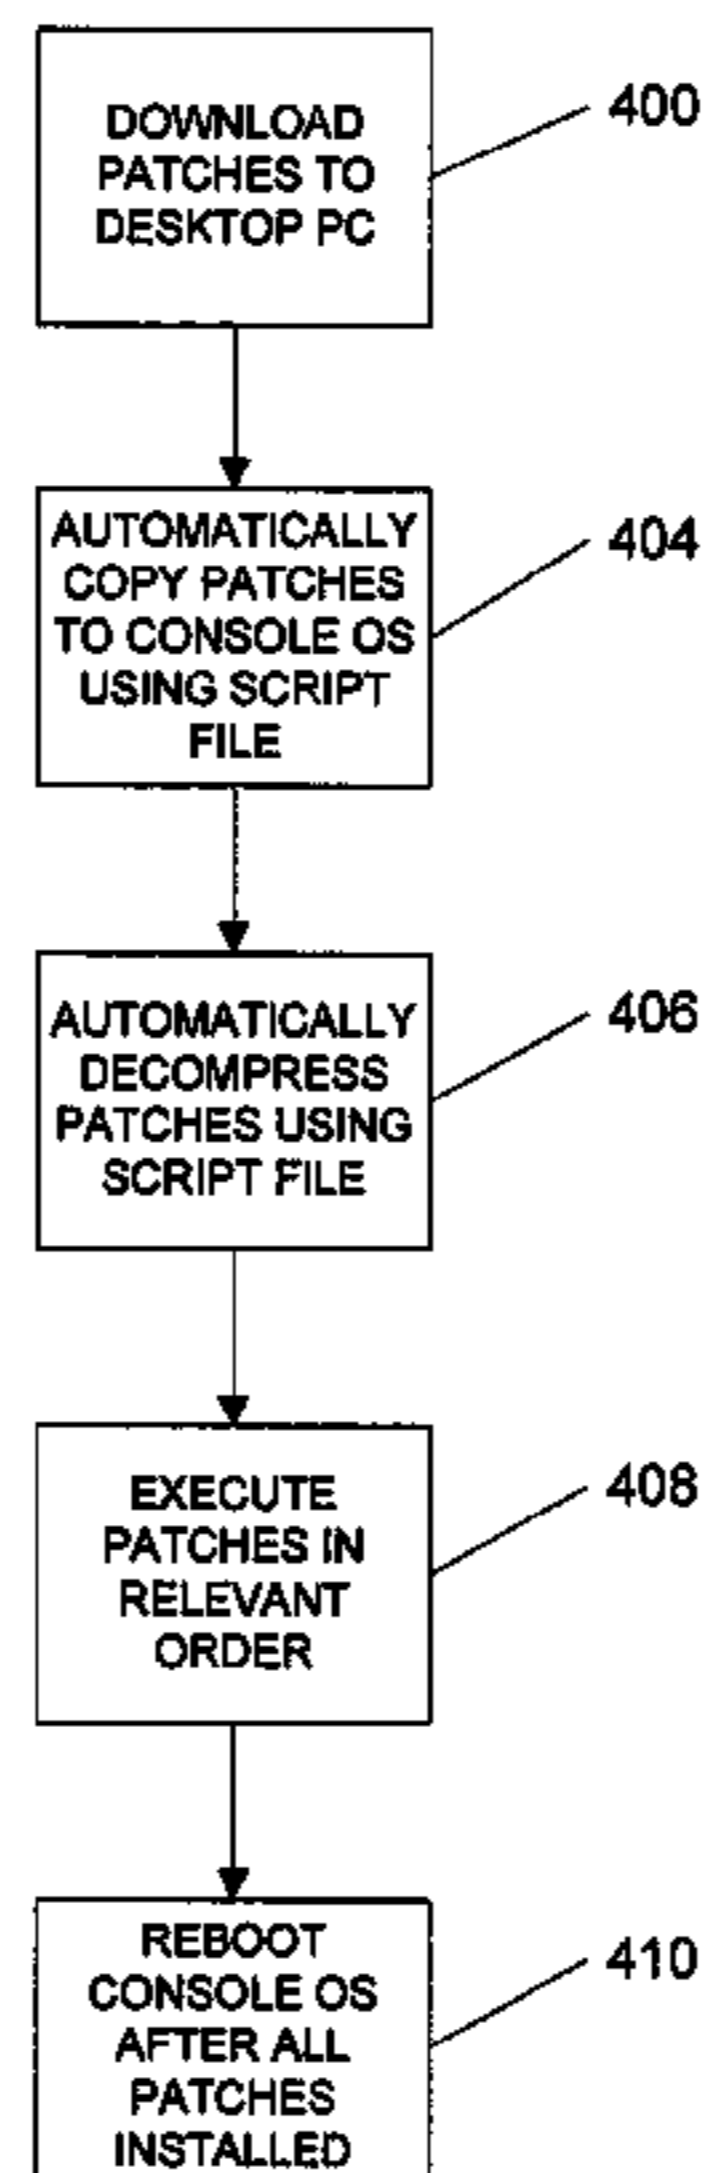 DOWNLOAD
PATCHES TO
DESKTOP PC
400
AUTOMATICALLY
COPY PATCHES
TO CONSOLE OS
USING SCRIPT
FILE
404
AUTOMATICALLY
DECOMPRESS
PATCHES USING
SCRIPT FILE
406
EXECUTE
PATCHES IN
RELEVANT
ORDER
408
REBOOT
CONSOLE OS
AFTER ALL
PATCHES
INSTALLED
410